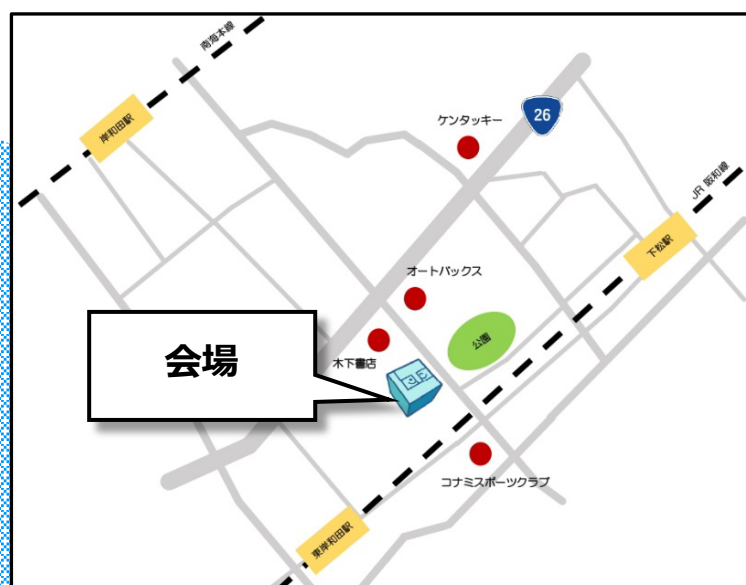 南海本線
岸和田駅
26
ケンタッキー
JR 阪和線
下松駅
オートバックス
公園
木下書店
会場
コナミスポーツクラブ
東岸和田駅